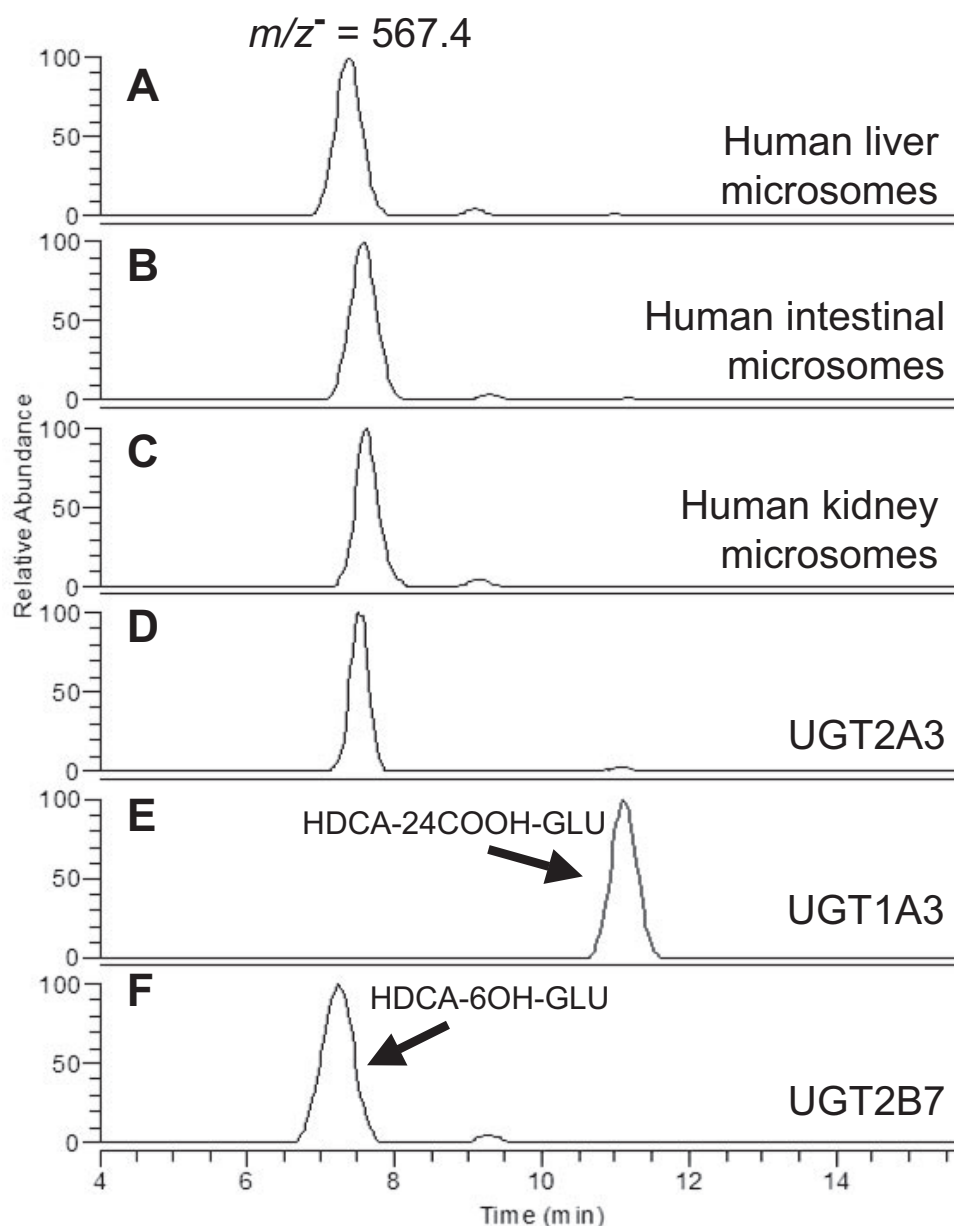 m/z⁻ = 567.4
100
50
0
A
Human liver
microsomes
100
50
0
B
Human intestinal
microsomes
100
50
0
C
Human kidney
microsomes
100
50
0
D
UGT2A3
100
50
0
E
HDCA-24COOH-GLU
UGT1A3
100
50
0
F
HDCA-6OH-GLU
UGT2B7
Relative Abundance
4 6 8 10 12 14
Time (min)